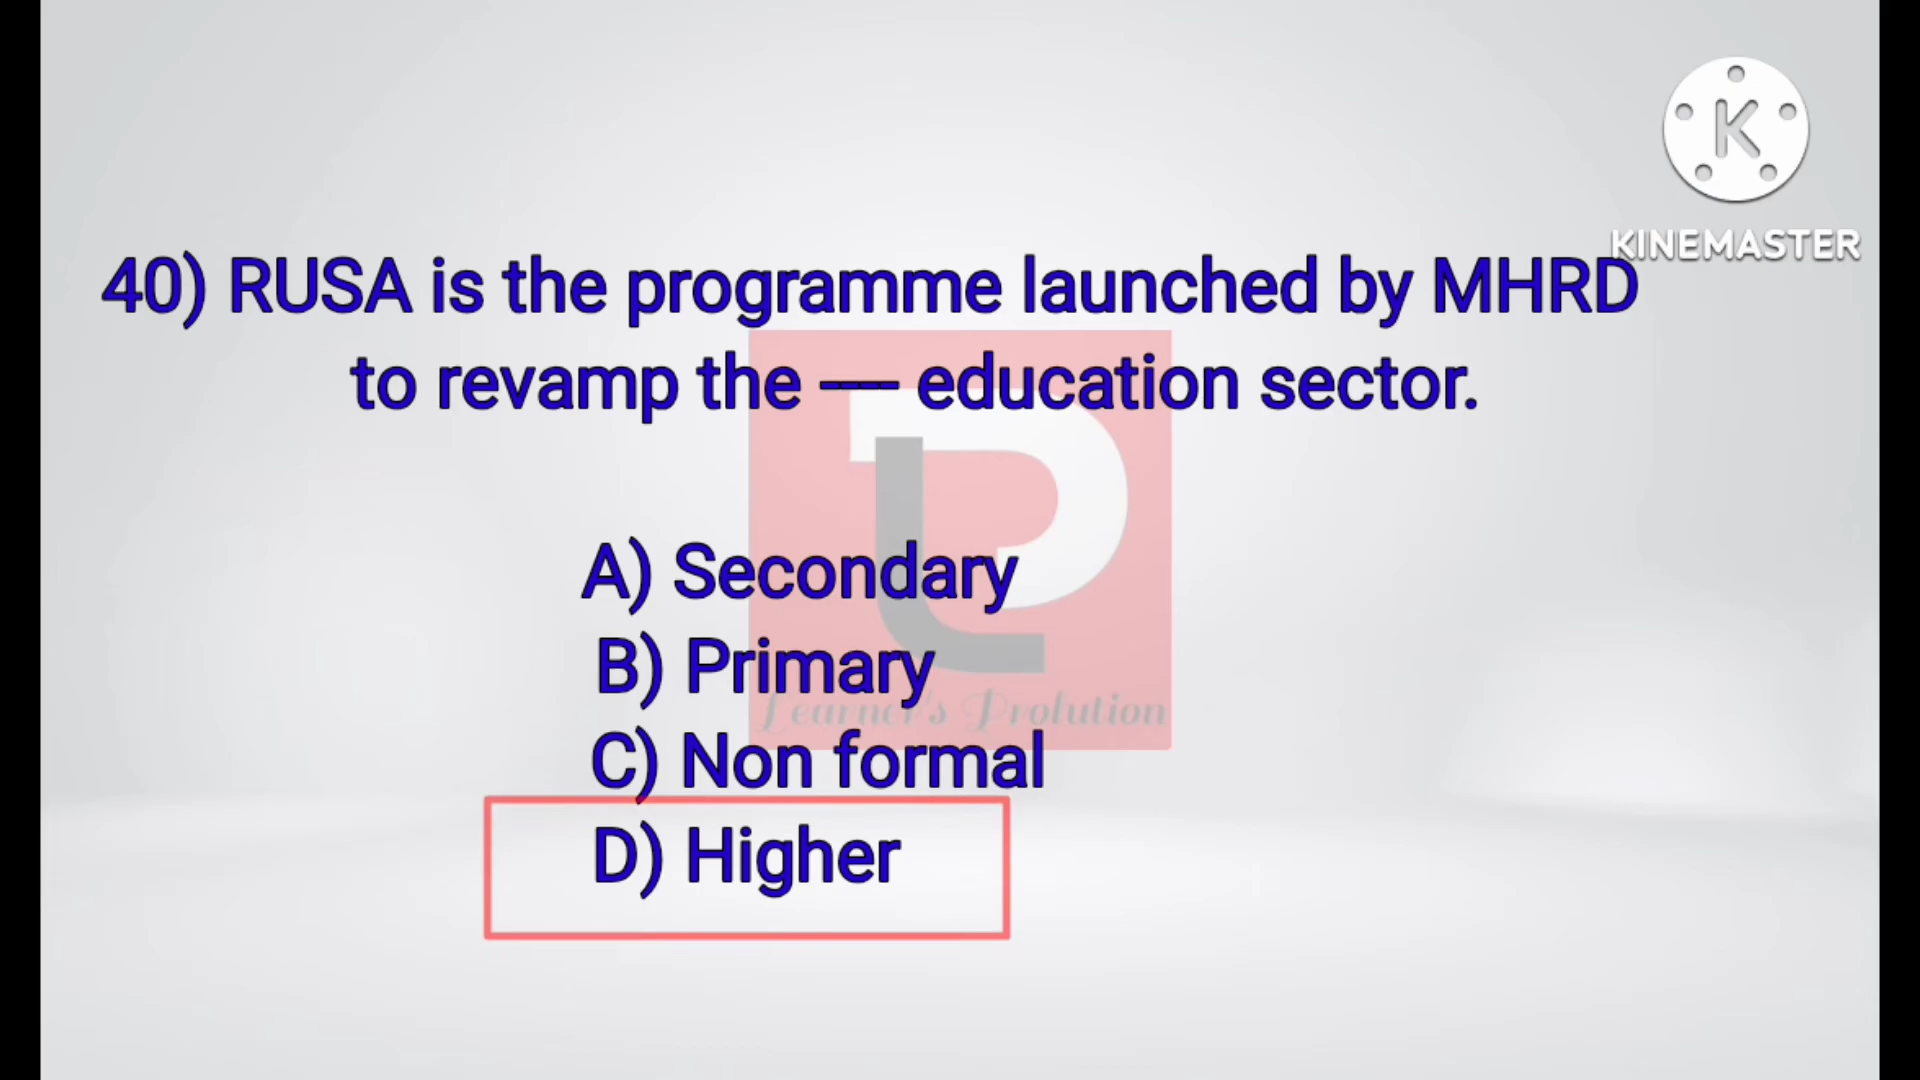 KINEMASTER
40) RUSA is the programme launched by MHRD
to revamp the ---- education sector.
A) Secondary
B) Primary
Learner's Prolution
C) Non formal
D) Higher